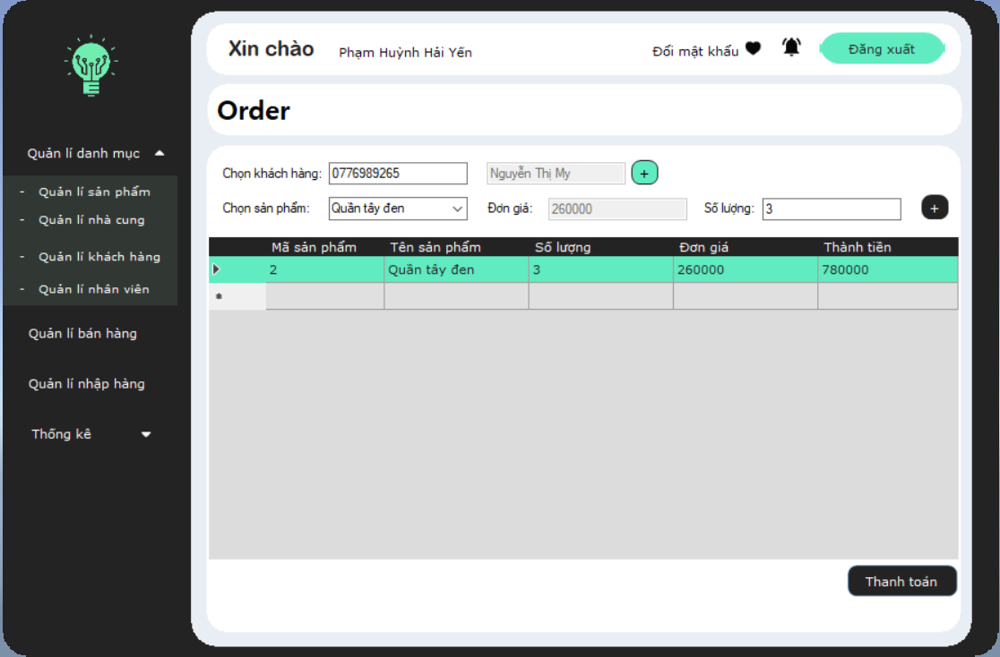 Xin chào Phạm Huỳnh Hải Yến Đổi mật khẩu Đăng xuất
Order
Quản lí danh mục
- Quản lí sản phẩm
- Quản lí nhà cung
- Quản lí khách hàng
- Quản lí nhân viên
Quản lí bán hàng
Quản lí nhập hàng
Thống kê
Chọn khách hàng: 0776989265 Nguyễn Thị My +
Chọn sản phẩm: Quần tây đen Đơn giá: 260000 Số lượng: 3 +
Mã sản phẩm Tên sản phẩm Số lượng Đơn giá Thành tiền
2 Quần tây đen 3 260000 780000
Thanh toán